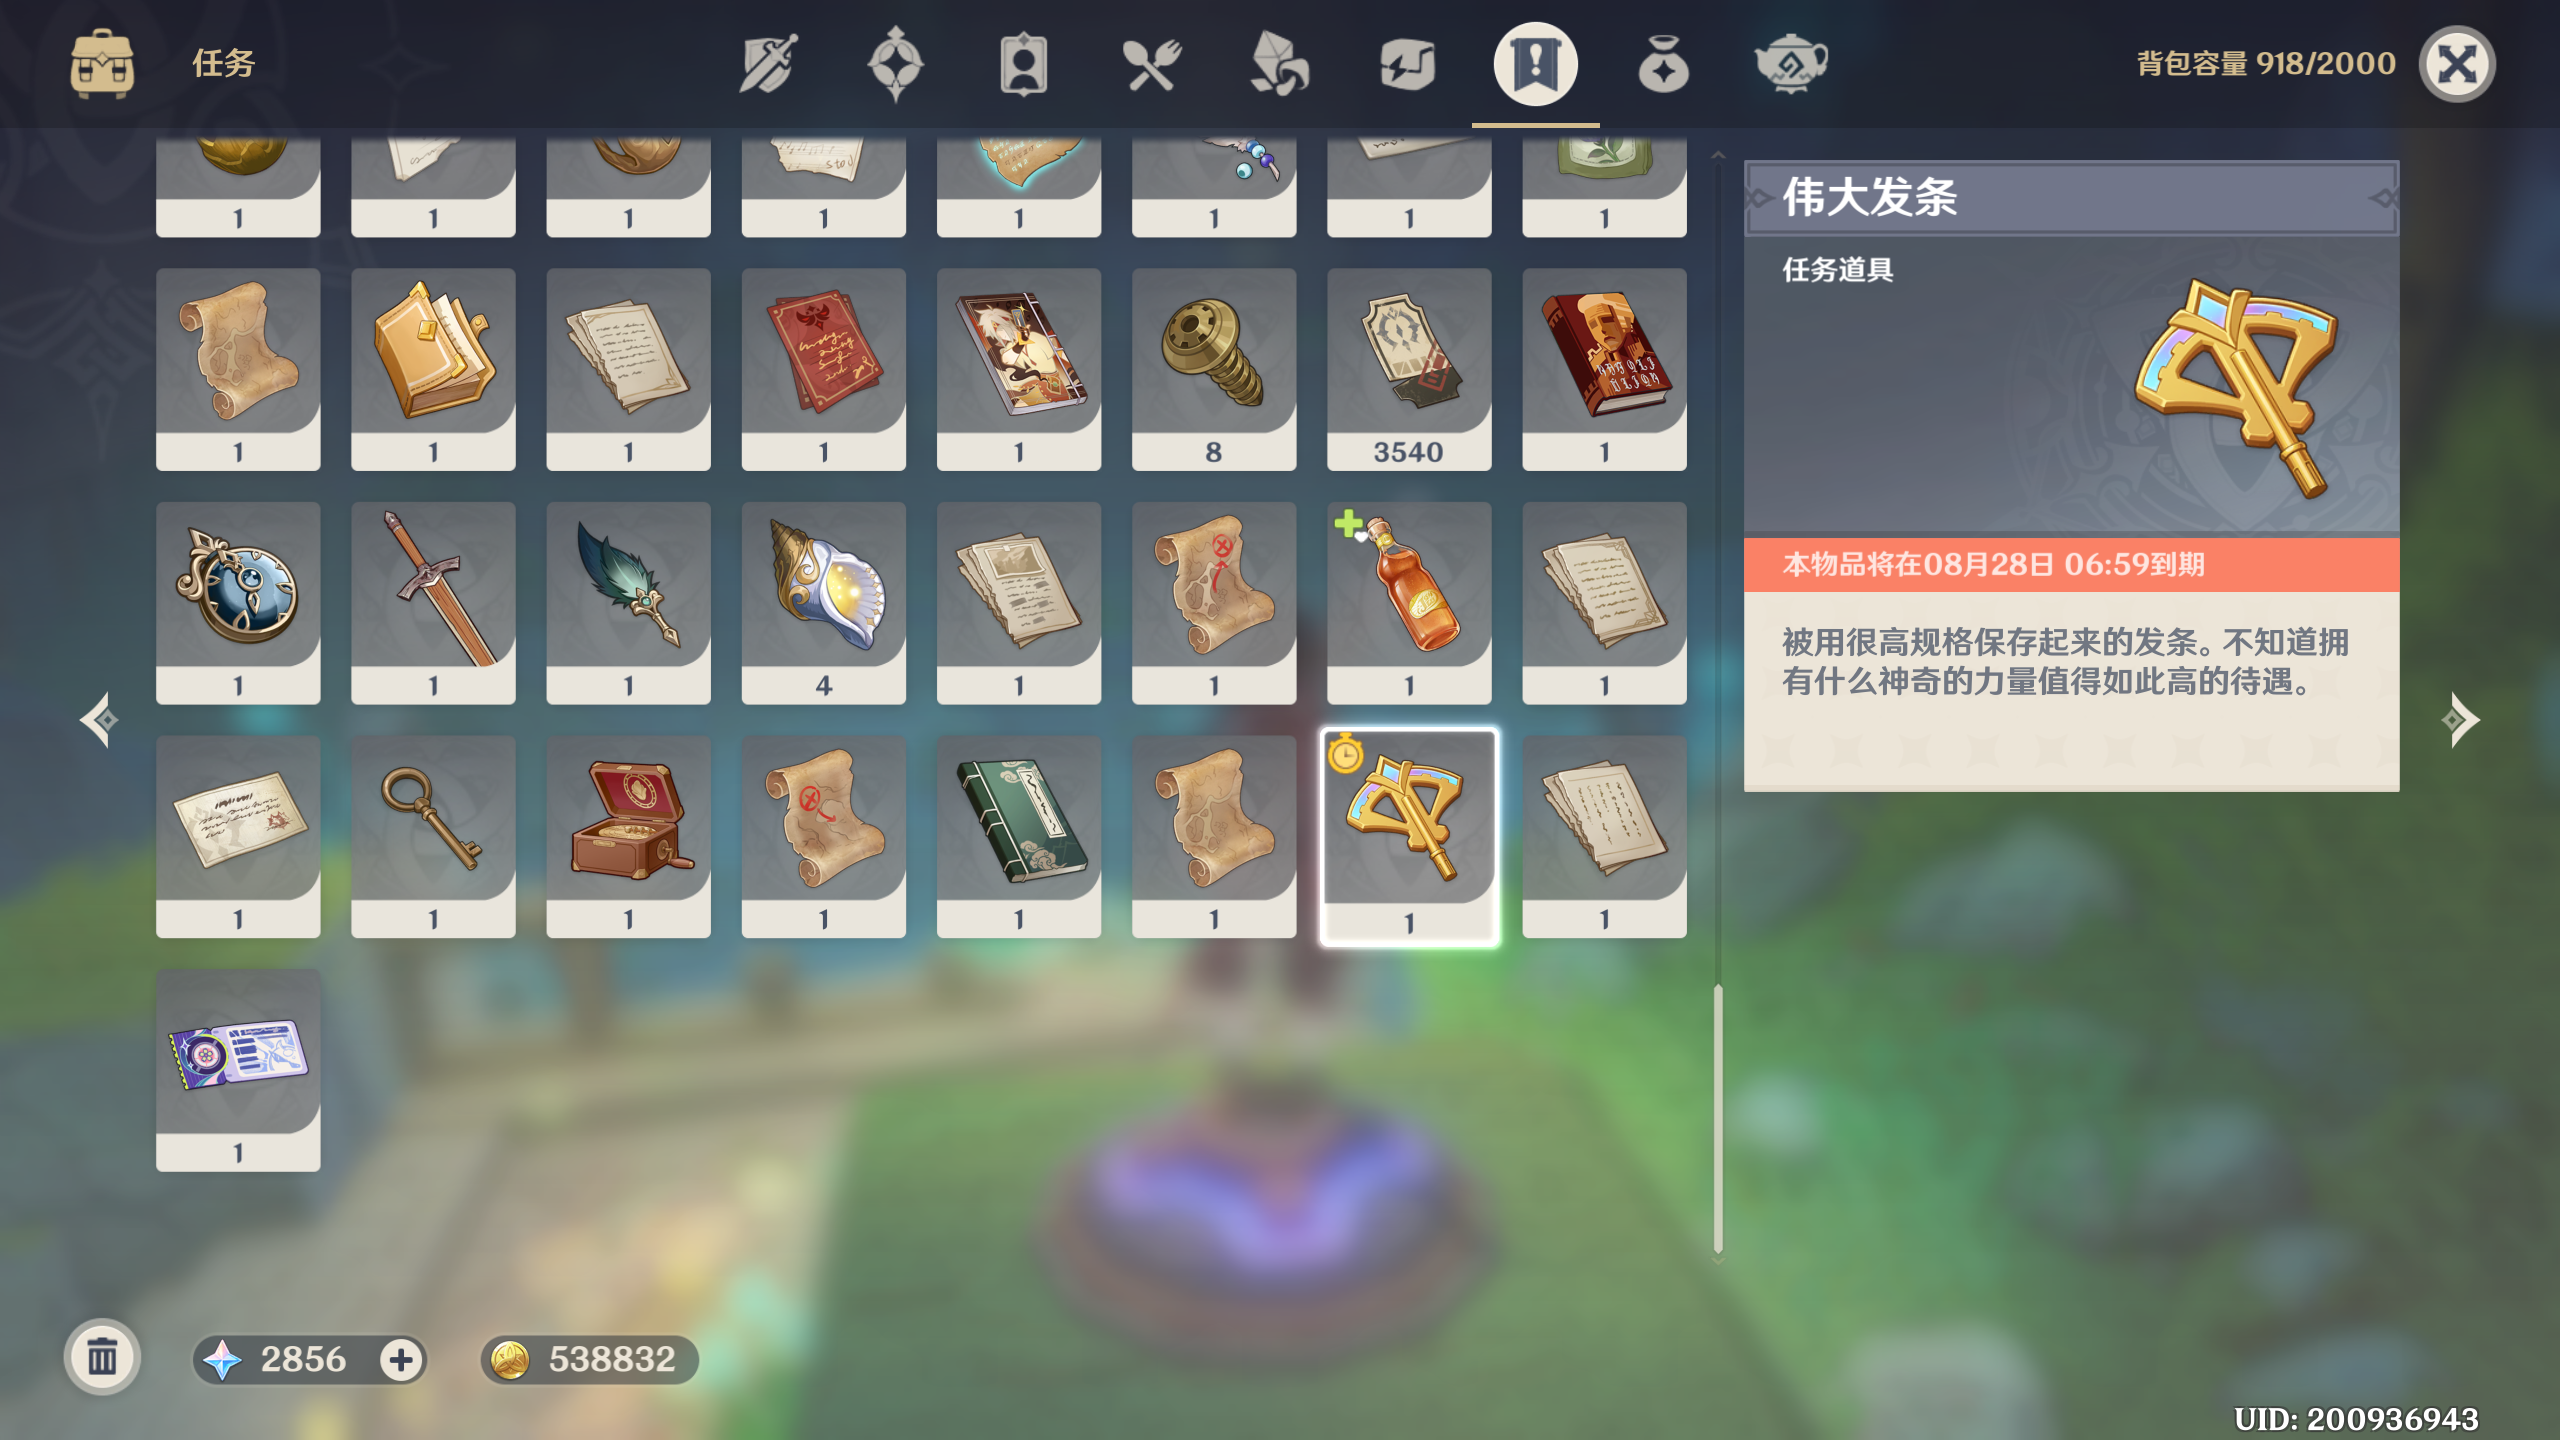 任务
背包容量 918/2000
1 1 1 1 1 1 1 1
伟大发条
任务道具
1 1 1 1 1 8 3540 1
本物品将在08月28日 06:59到期
被用很高规格保存起来的发条。不知道拥
有什么神奇的力量值得如此高的待遇。
1 1 1 4 1 1 1 1
1 1 1 1 1 1 1 1
1
2856
538832
UID: 200936943